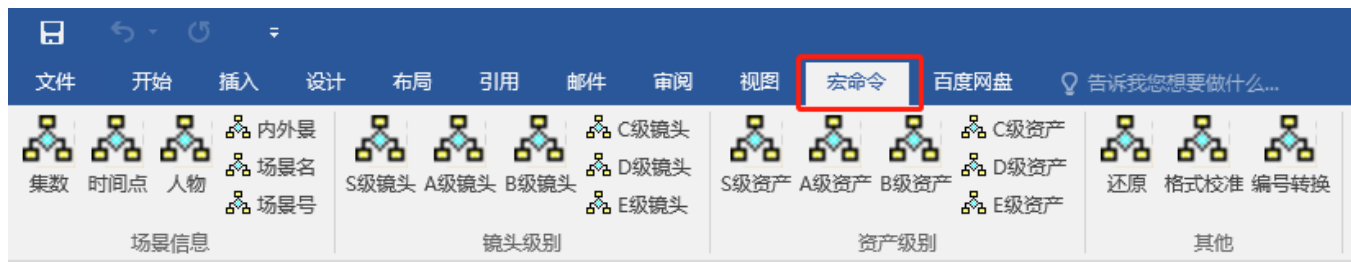 文件 开始 插入 设计 布局 引用 邮件 审阅 视图 宏命令 百度网盘 告诉我您想要做什么...
内外景 C级镜头 C级资产
场景名 D级镜头 D级资产
集数 时间点 人物 S级镜头 A级镜头 B级镜头 S级资产 A级资产 B级资产 还原 格式校准 编号转换
场景号 E级镜头 E级资产
场景信息 镜头级别 资产级别 其他